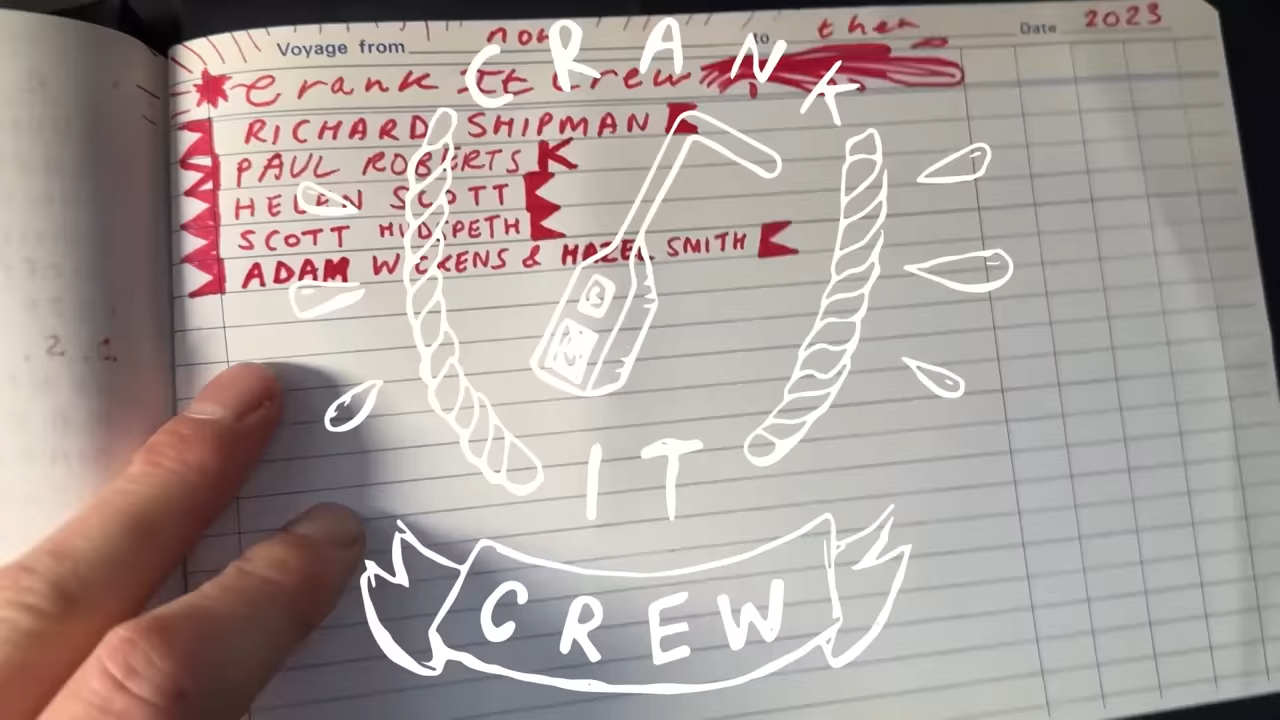 Voyage from now to then Date 2023
Crank It Crew
RICHARD SHIPMAN
PAUL ROBERTS
HELEN SCOTT
SCOTT HUDSPETH
ADAM WICKENS & HAZEL SMITH
2
CRANK
IT
CREW